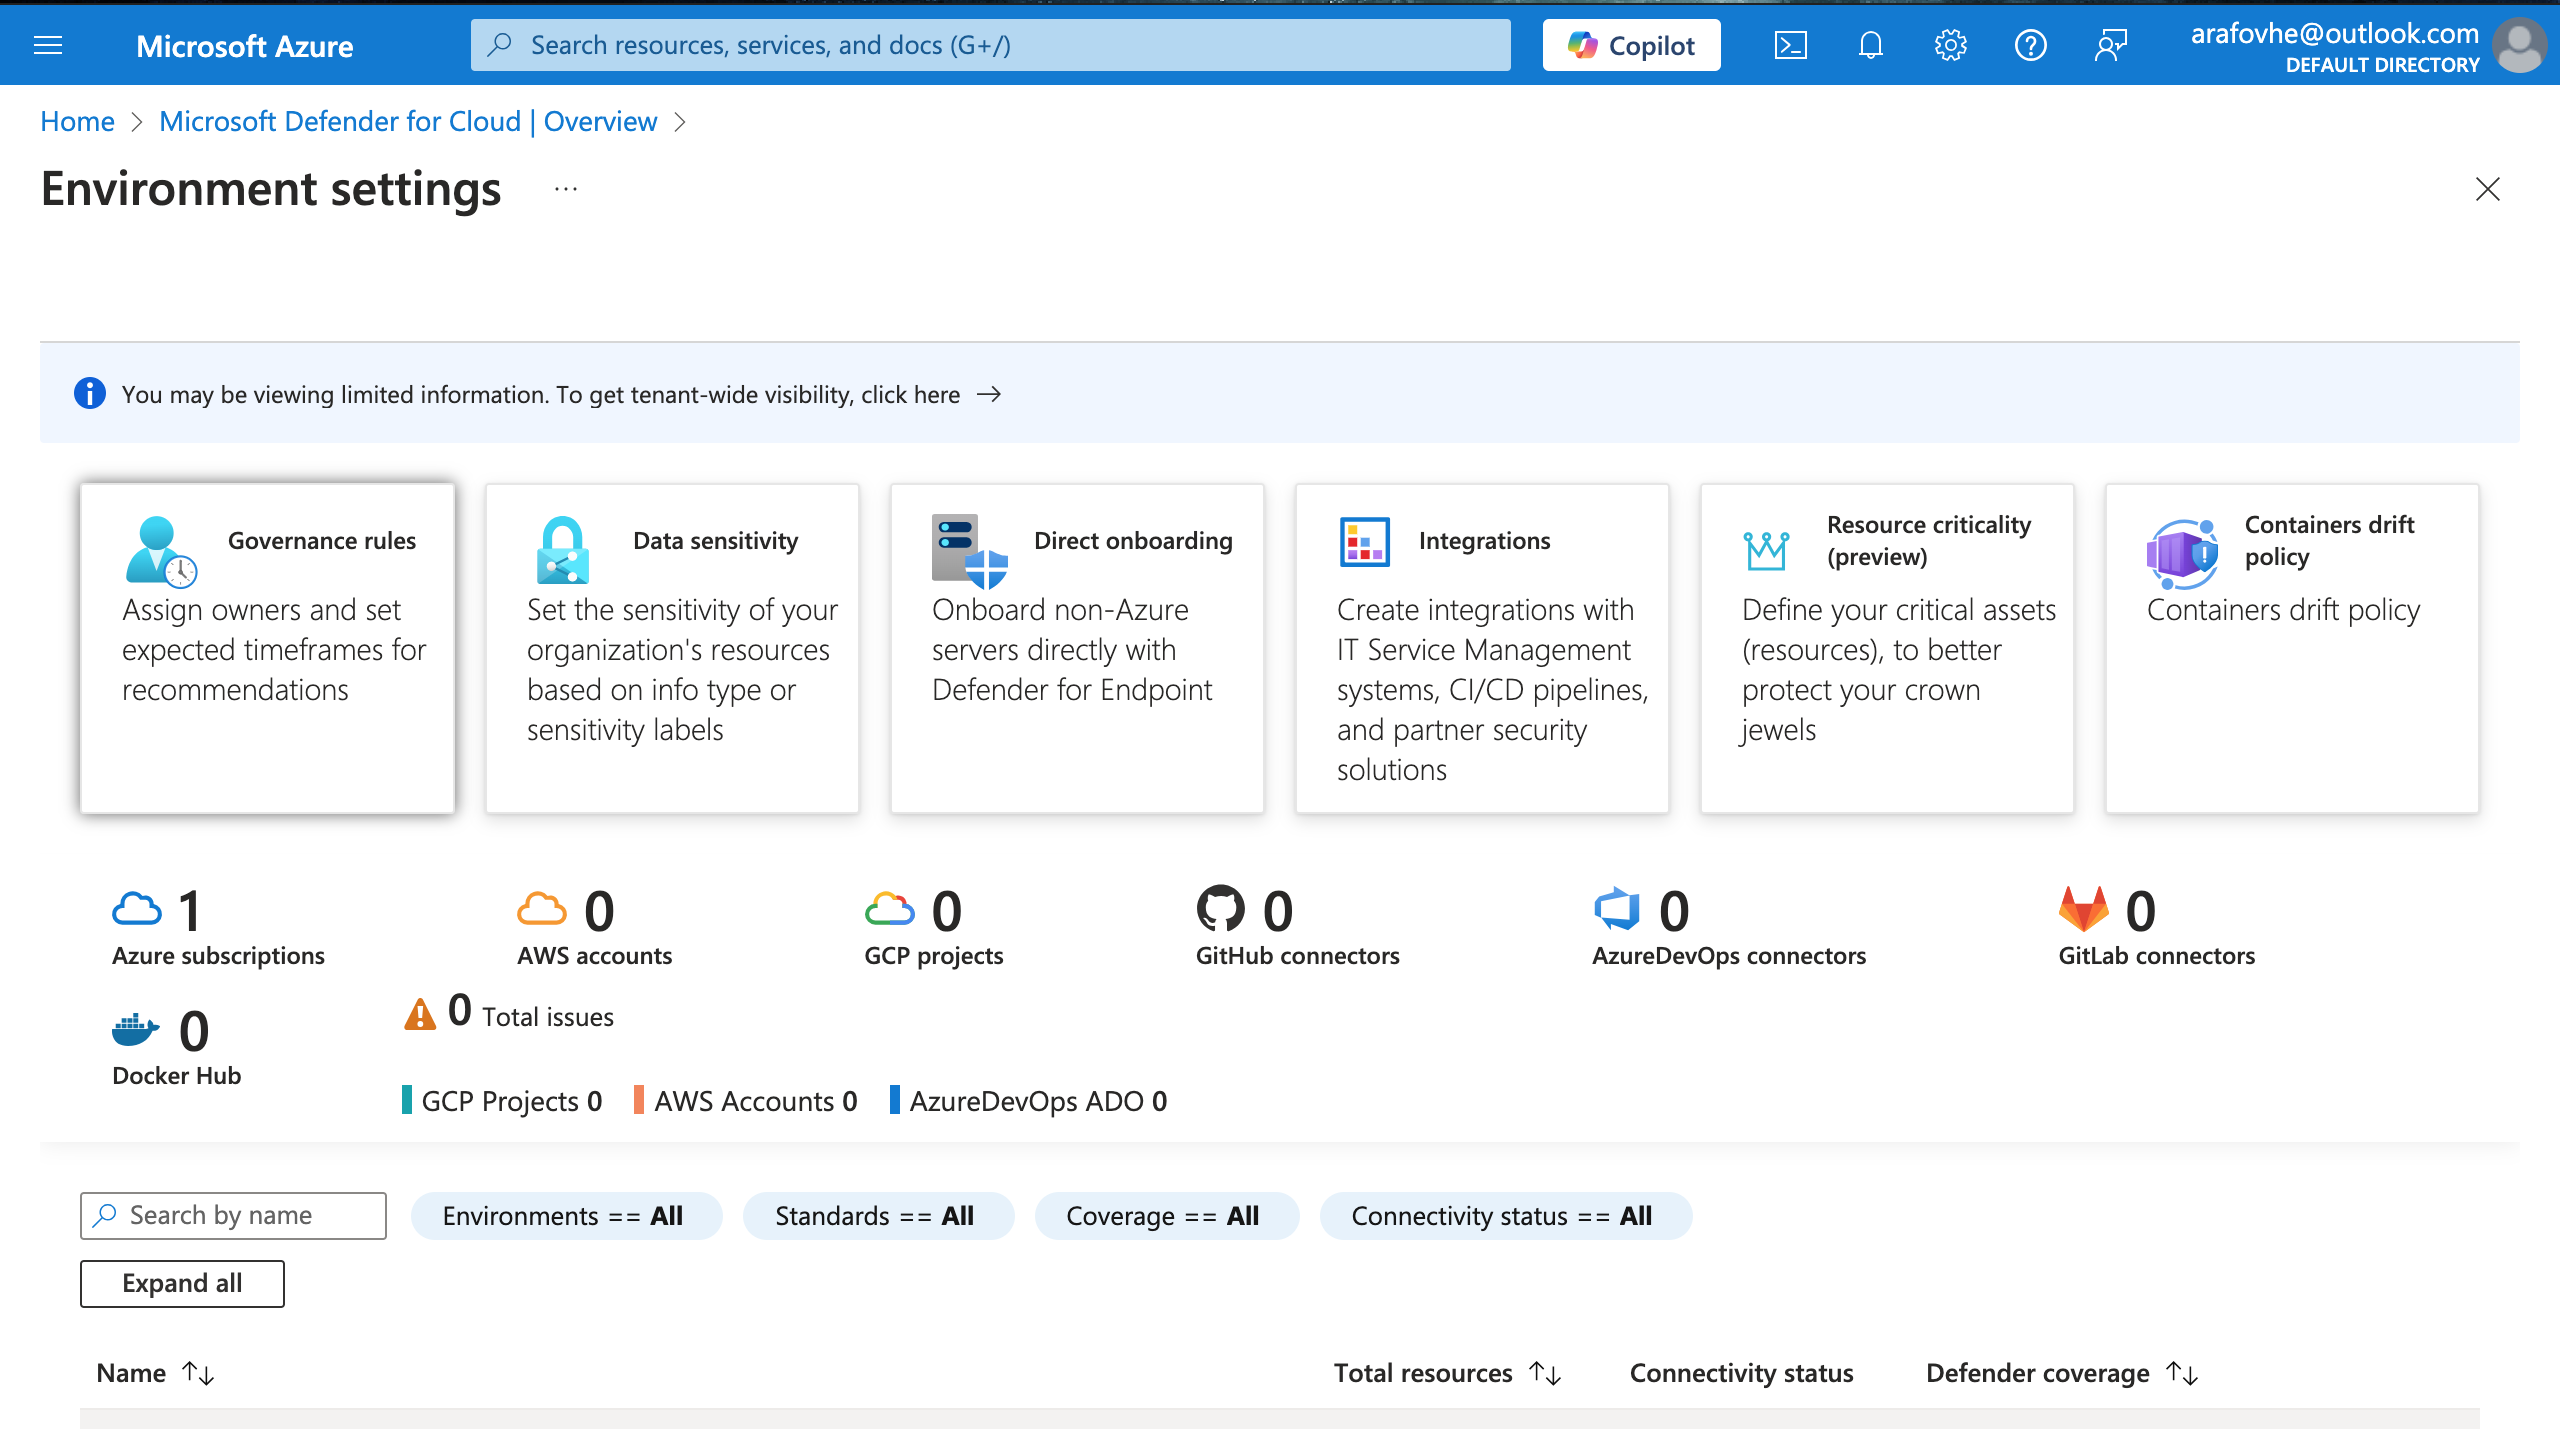 Microsoft Azure
Search resources, services, and docs (G+/)
Copilot
arafovhe@outlook.com
DEFAULT DIRECTORY
Home > Microsoft Defender for Cloud | Overview >
Environment settings ...
You may be viewing limited information. To get tenant-wide visibility, click here →
Governance rules
Assign owners and set
expected timeframes for
recommendations
Data sensitivity
Set the sensitivity of your
organization's resources
based on info type or
sensitivity labels
Direct onboarding
Onboard non-Azure
servers directly with
Defender for Endpoint
Integrations
Create integrations with
IT Service Management
systems, CI/CD pipelines,
and partner security
solutions
Resource criticality
(preview)
Define your critical assets
(resources), to better
protect your crown
jewels
Containers drift
policy
Containers drift policy
1
Azure subscriptions
0
AWS accounts
0
GCP projects
0
GitHub connectors
0
AzureDevOps connectors
0
GitLab connectors
0
Docker Hub
0 Total issues
GCP Projects 0 AWS Accounts 0 AzureDevOps ADO 0
Search by name
Environments == All
Standards == All
Coverage == All
Connectivity status == All
Expand all
Name ↑↓ Total resources ↑↓ Connectivity status Defender coverage ↑↓